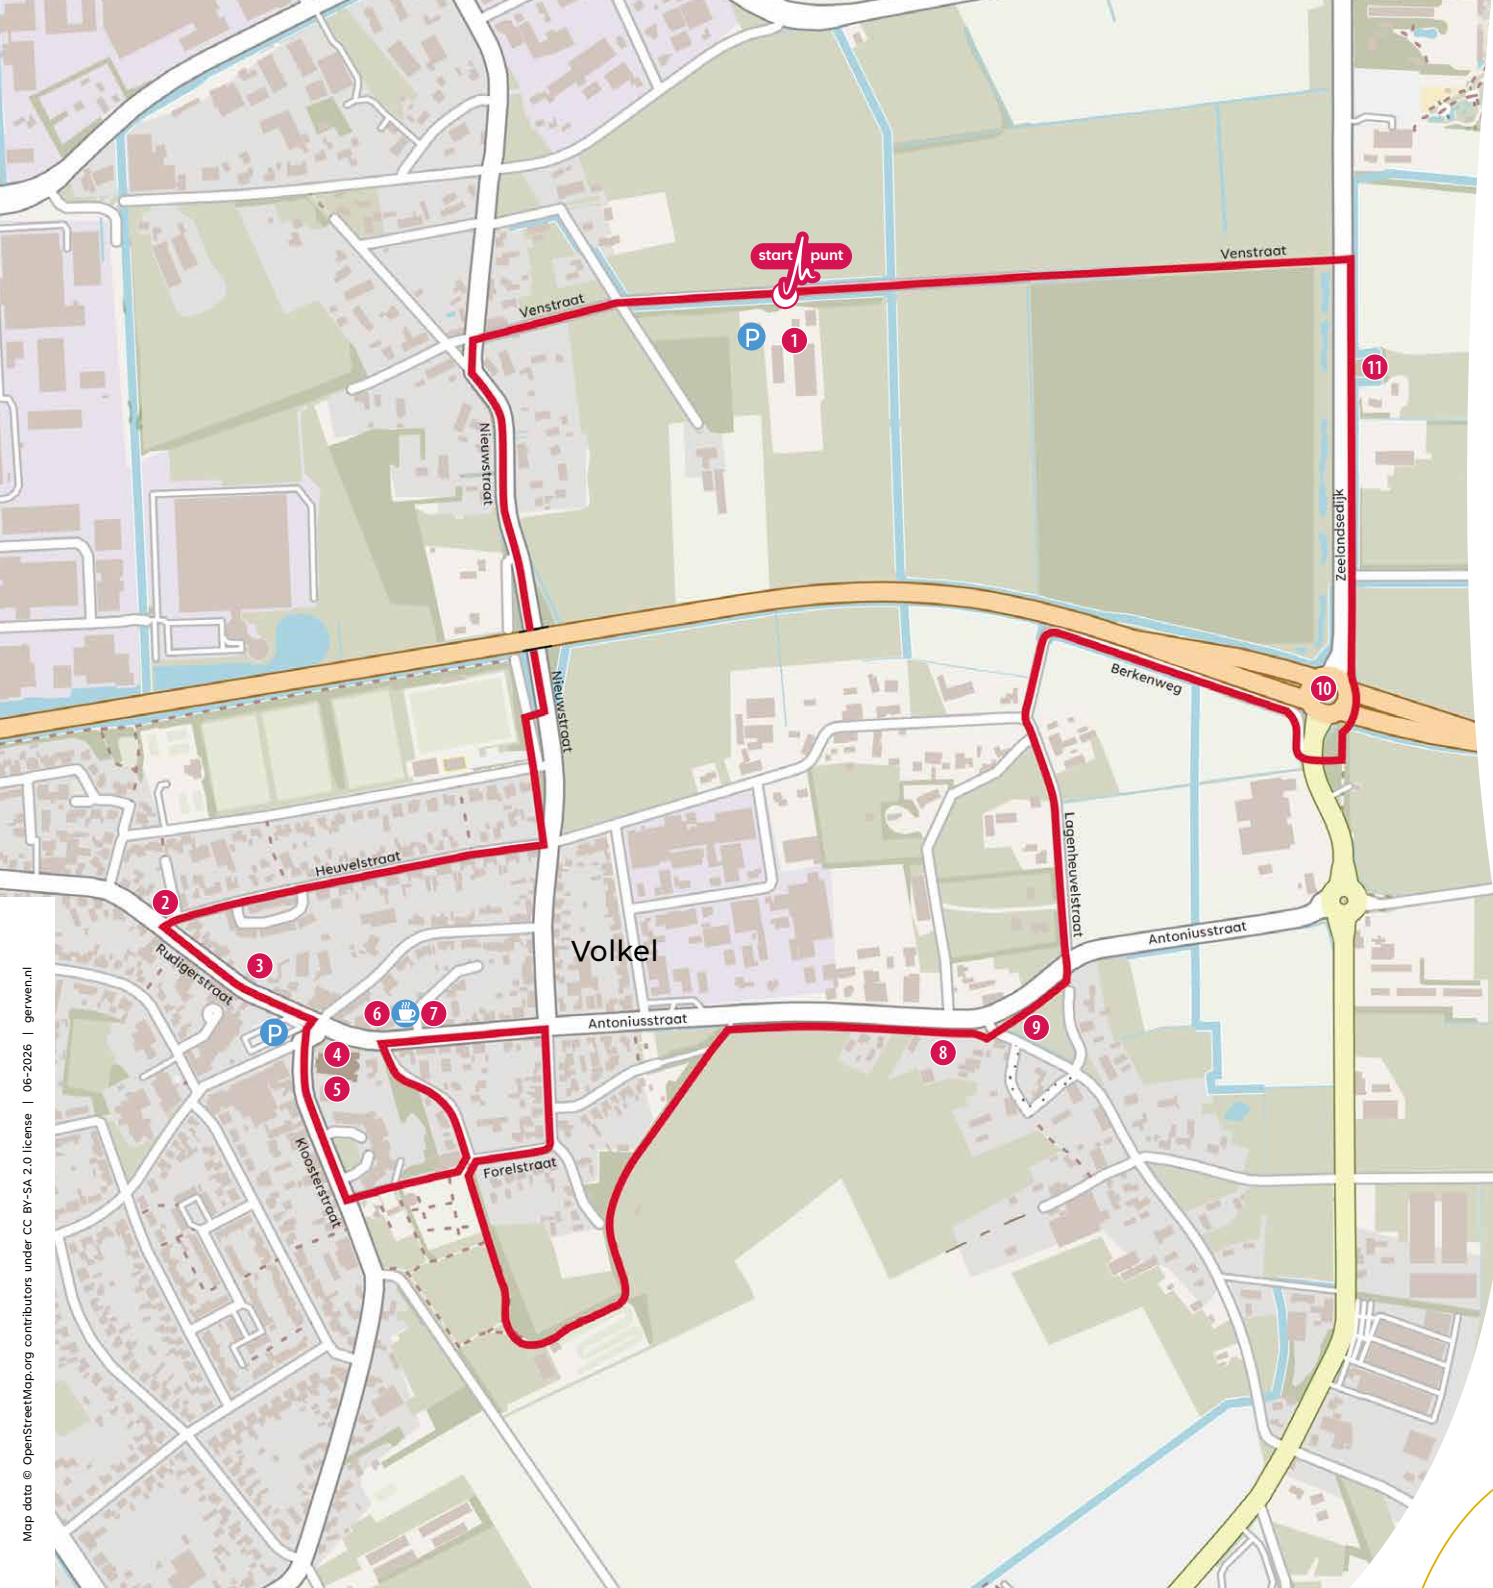 start punt
Venstraat
Venstraat
P
1
11
Nieuwstraat
Zeelandsedijk
Nieuwstraat
Berkenweg
10
Heuvelstraat
Lagenheuvelstraat
2
Rudigerstraat
3
Volkel
Antoniusstraat
P
6
7
4
5
Antoniusstraat
8
9
Kloosterstraat
Forelstraat
Map data © OpenStreetMap.org contributors under CC BY-SA 2.0 license | 06-2026 | gerwen.nl